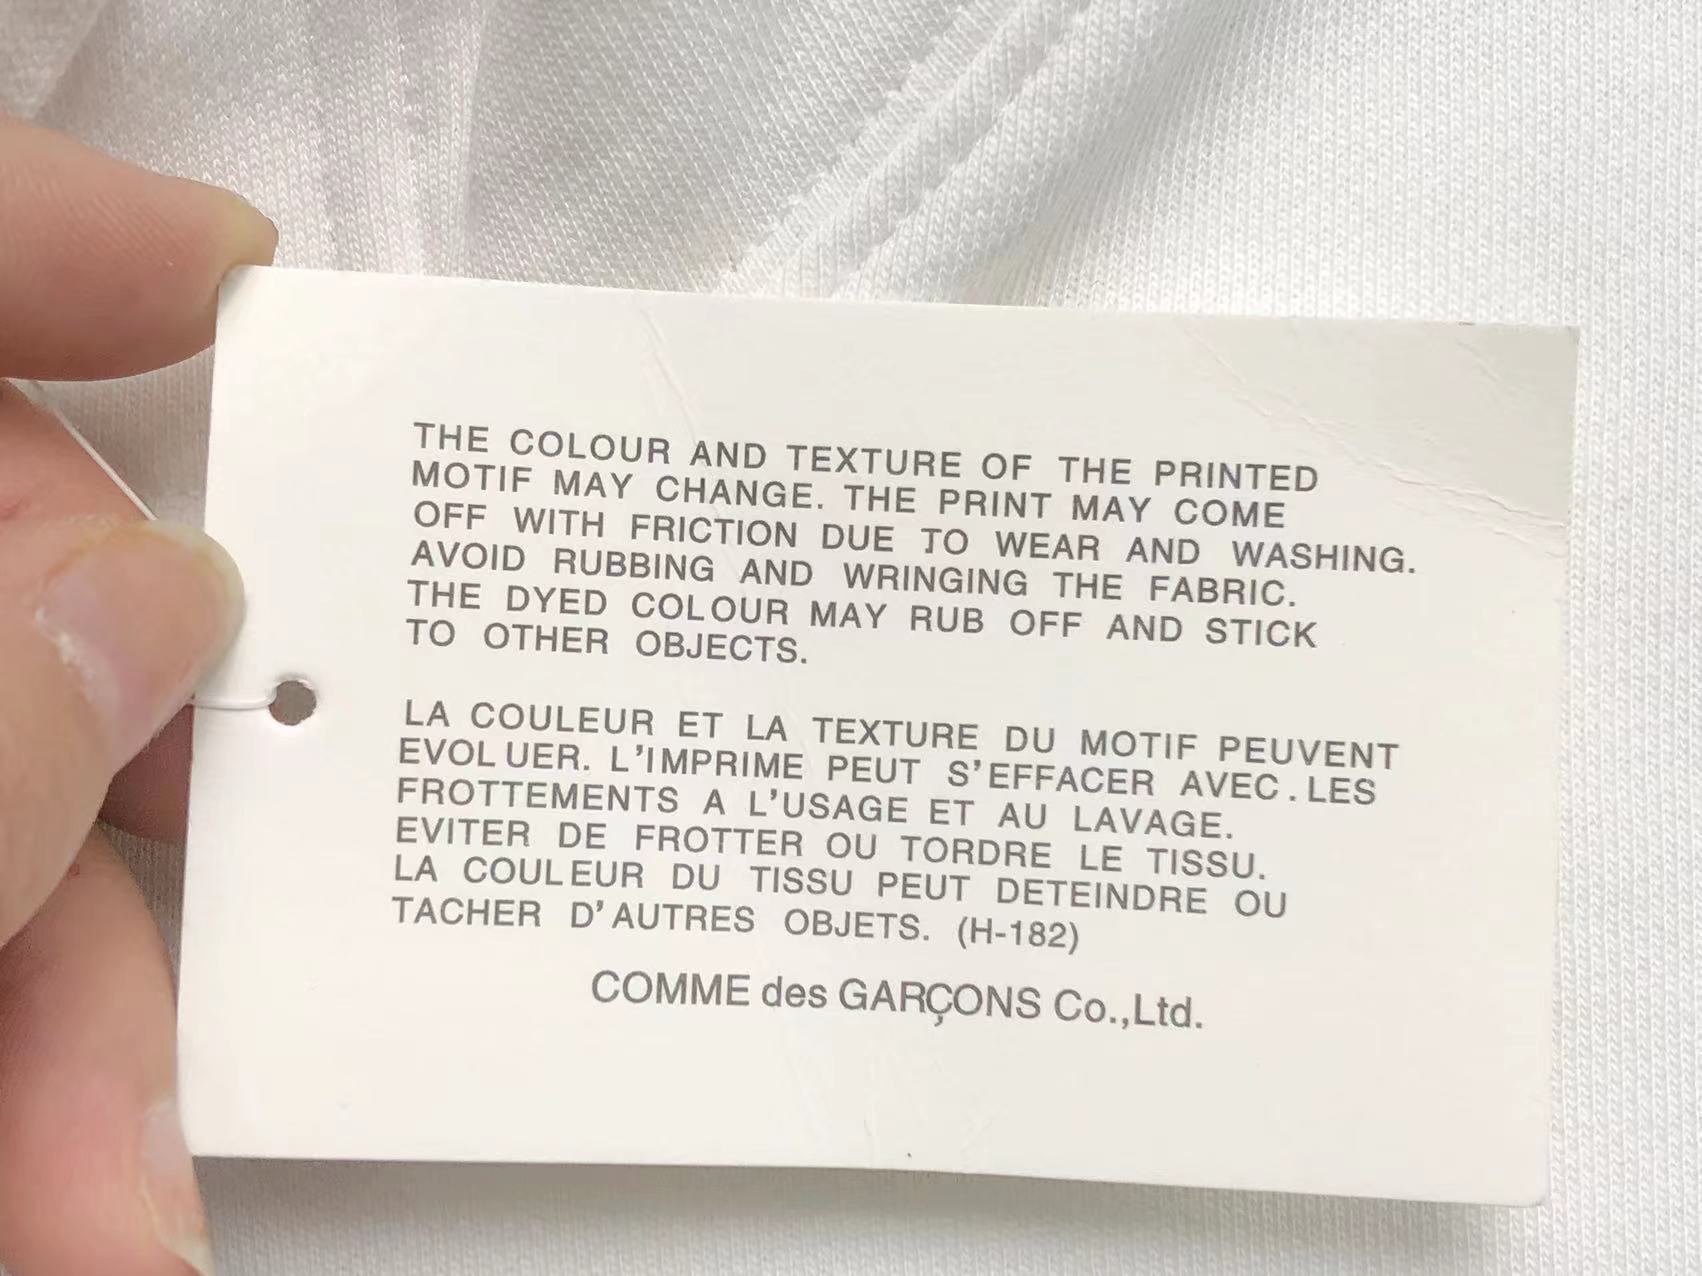 THE COLOUR AND TEXTURE OF THE PRINTED
MOTIF MAY CHANGE. THE PRINT MAY COME
OFF WITH FRICTION DUE TO WEAR AND WASHING.
AVOID RUBBING AND WRINGING THE FABRIC.
THE DYED COLOUR MAY RUB OFF AND STICK
TO OTHER OBJECTS.
LA COULEUR ET LA TEXTURE DU MOTIF PEUVENT
EVOLUER. L'IMPRIME PEUT S'EFFACER AVEC.LES
FROTTEMENTS A L'USAGE ET AU LAVAGE.
EVITER DE FROTTER OU TORDRE LE TISSU.
LA COULEUR DU TISSU PEUT DETEINDRE OU
TACHER D'AUTRES OBJETS. (H-182)
COMME des GARÇONS Co.,Ltd.